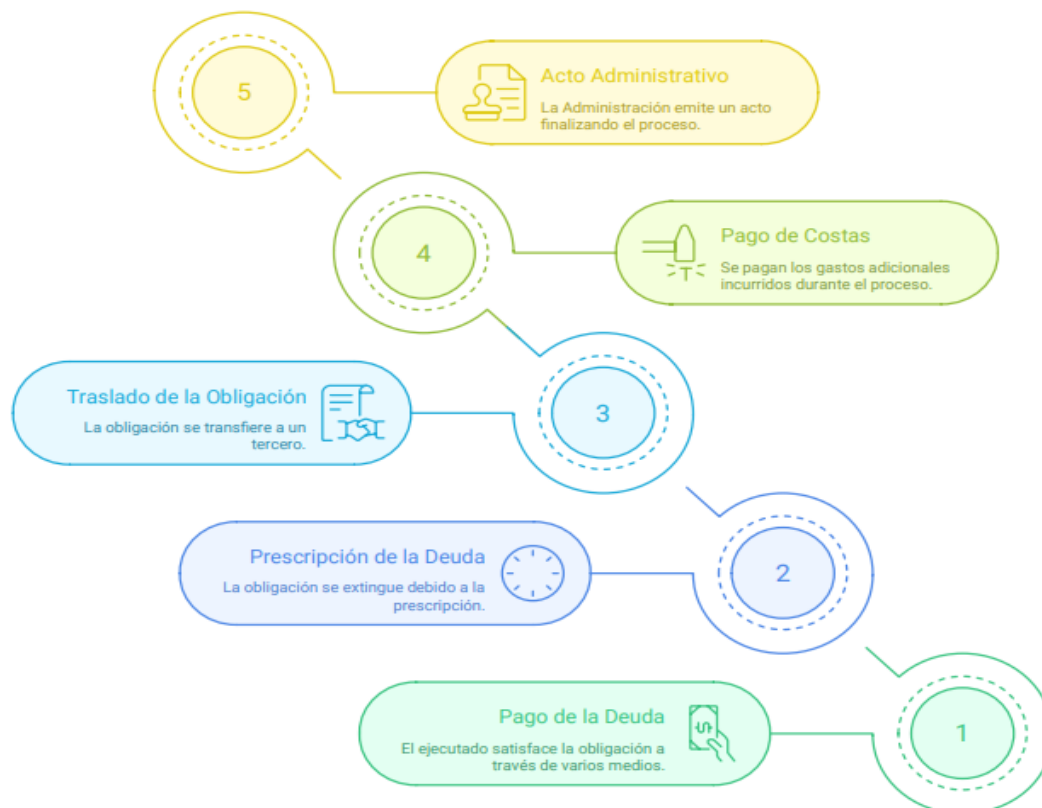 5
Acto Administrativo
La Administración emite un acto
finalizando el proceso.
4
Pago de Costas
Se pagan los gastos adicionales
incurridos durante el proceso.
Traslado de la Obligación
La obligación se transfiere a un
tercero.
3
Prescripción de la Deuda
La obligación se extingue debido a la
prescripción.
2
Pago de la Deuda
El ejecutado satisface la obligación a
través de varios medios.
1